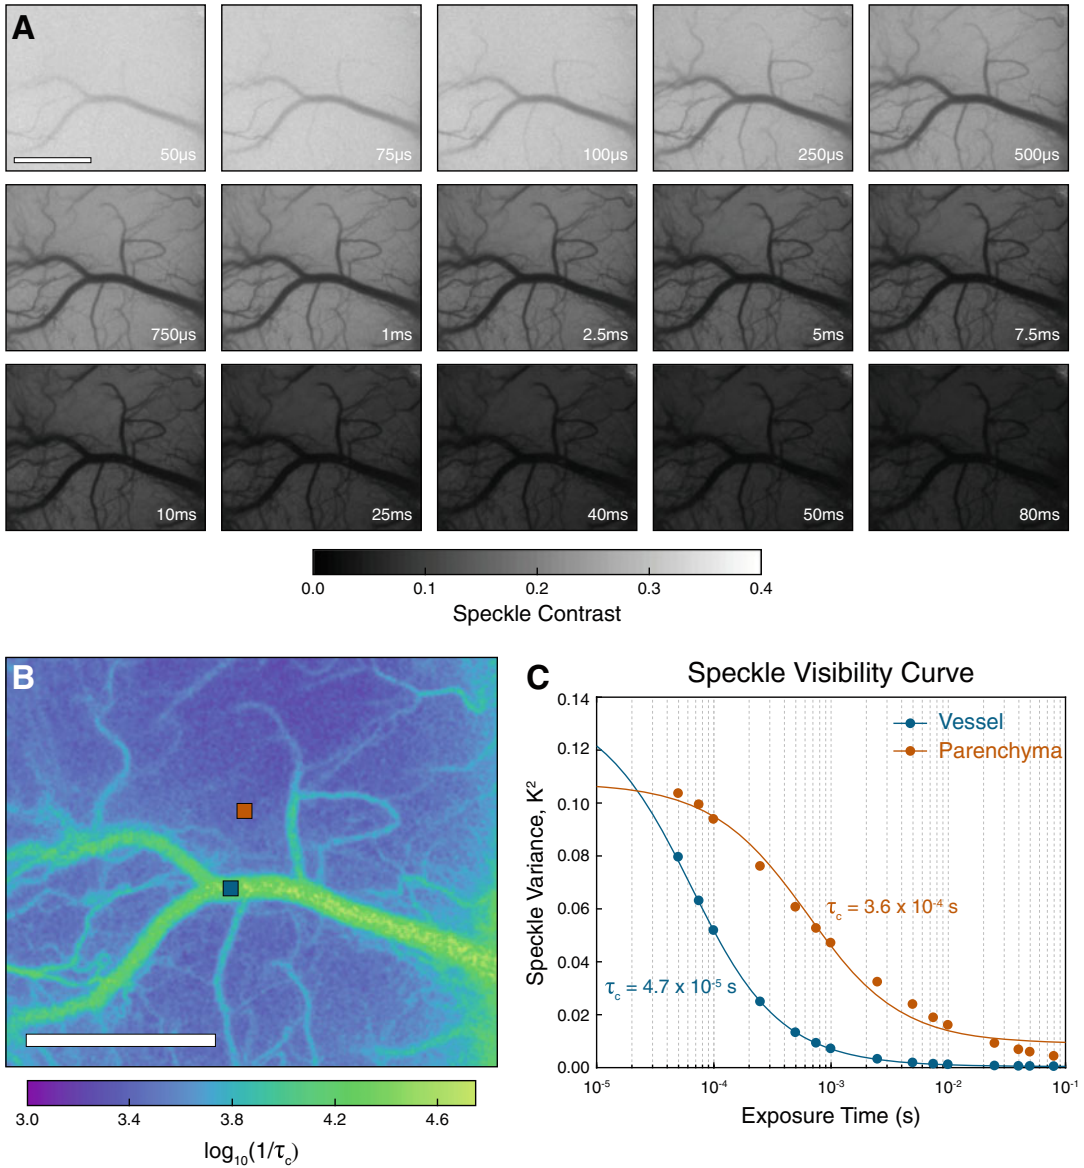 A
50µs
75µs
100µs
250µs
500µs
750µs
1ms
2.5ms
5ms
7.5ms
10ms
25ms
40ms
50ms
80ms
0.0 0.1 0.2 0.3 0.4
Speckle Contrast
B
3.0 3.4 3.8 4.2 4.6
log₁₀(1/τc)
C
Speckle Visibility Curve
Vessel
Parenchyma
0.14
0.12
0.10
0.08
0.06
0.04
0.02
0.00
Speckle Variance, K²
τc = 3.6 x 10⁻⁴ s
τc = 4.7 x 10⁻⁵ s
10⁻⁵ 10⁻⁴ 10⁻³ 10⁻² 10⁻¹
Exposure Time (s)